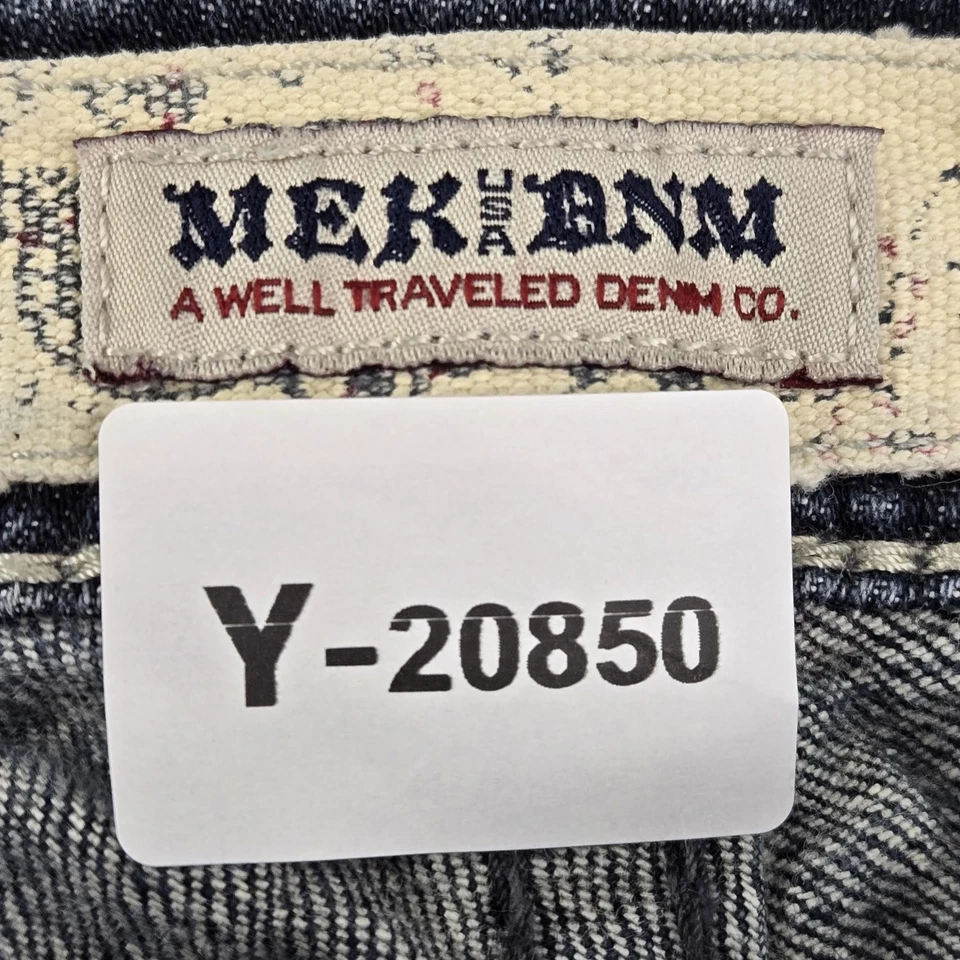 MEK USA DNM
A WELL TRAVELED DENIM CO.
Y-20850